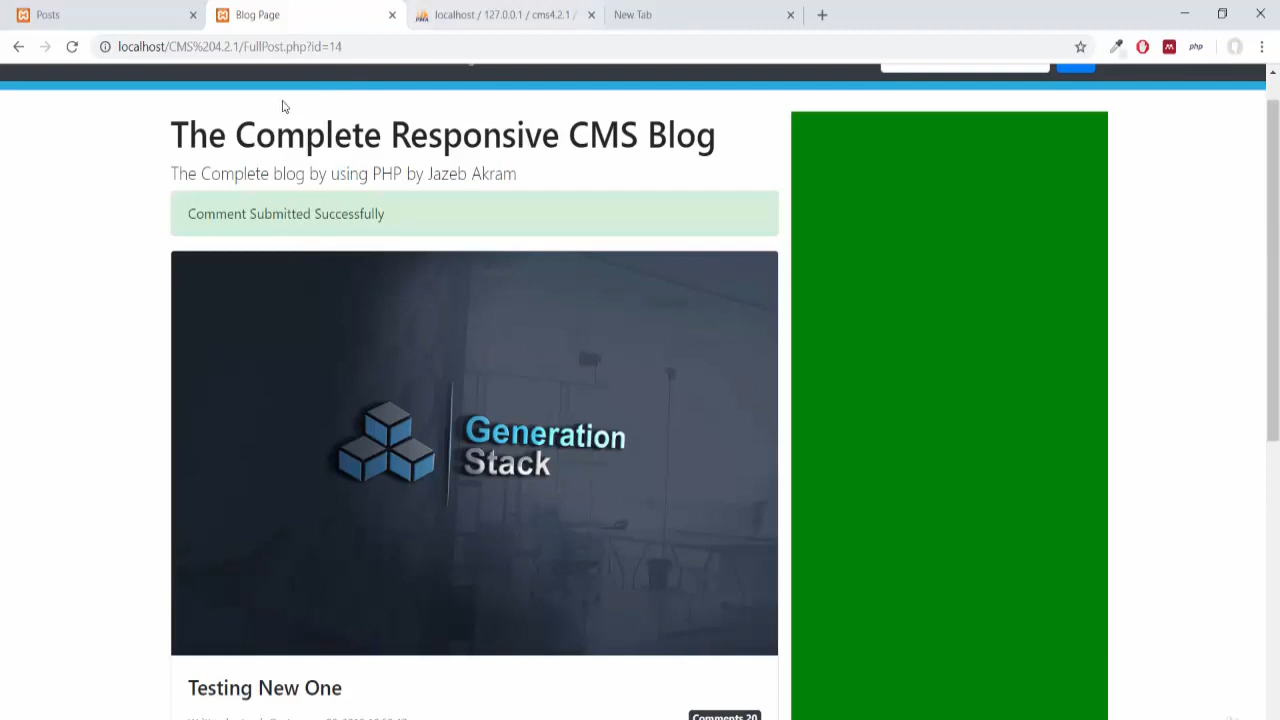 Posts
Blog Page
localhost / 127.0.0.1 / cms4.2.1 /
New Tab
localhost/CMS%204.2.1/FullPost.php?id=14
php
The Complete Responsive CMS Blog
The Complete blog by using PHP by Jazeb Akram
Comment Submitted Successfully
Generation
Stack
Testing New One
Comments 20